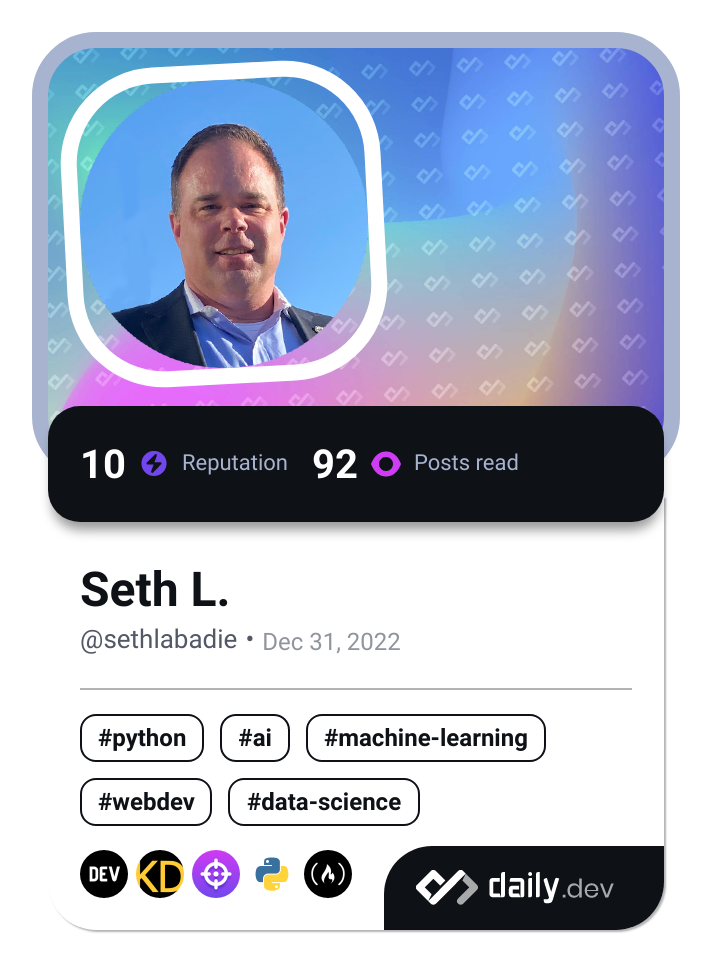 10 Reputation 92 Posts read
Seth L.
@sethlabadie • Dec 31, 2022
#python #ai #machine-learning
#webdev #data-science
DEV KD
daily.dev